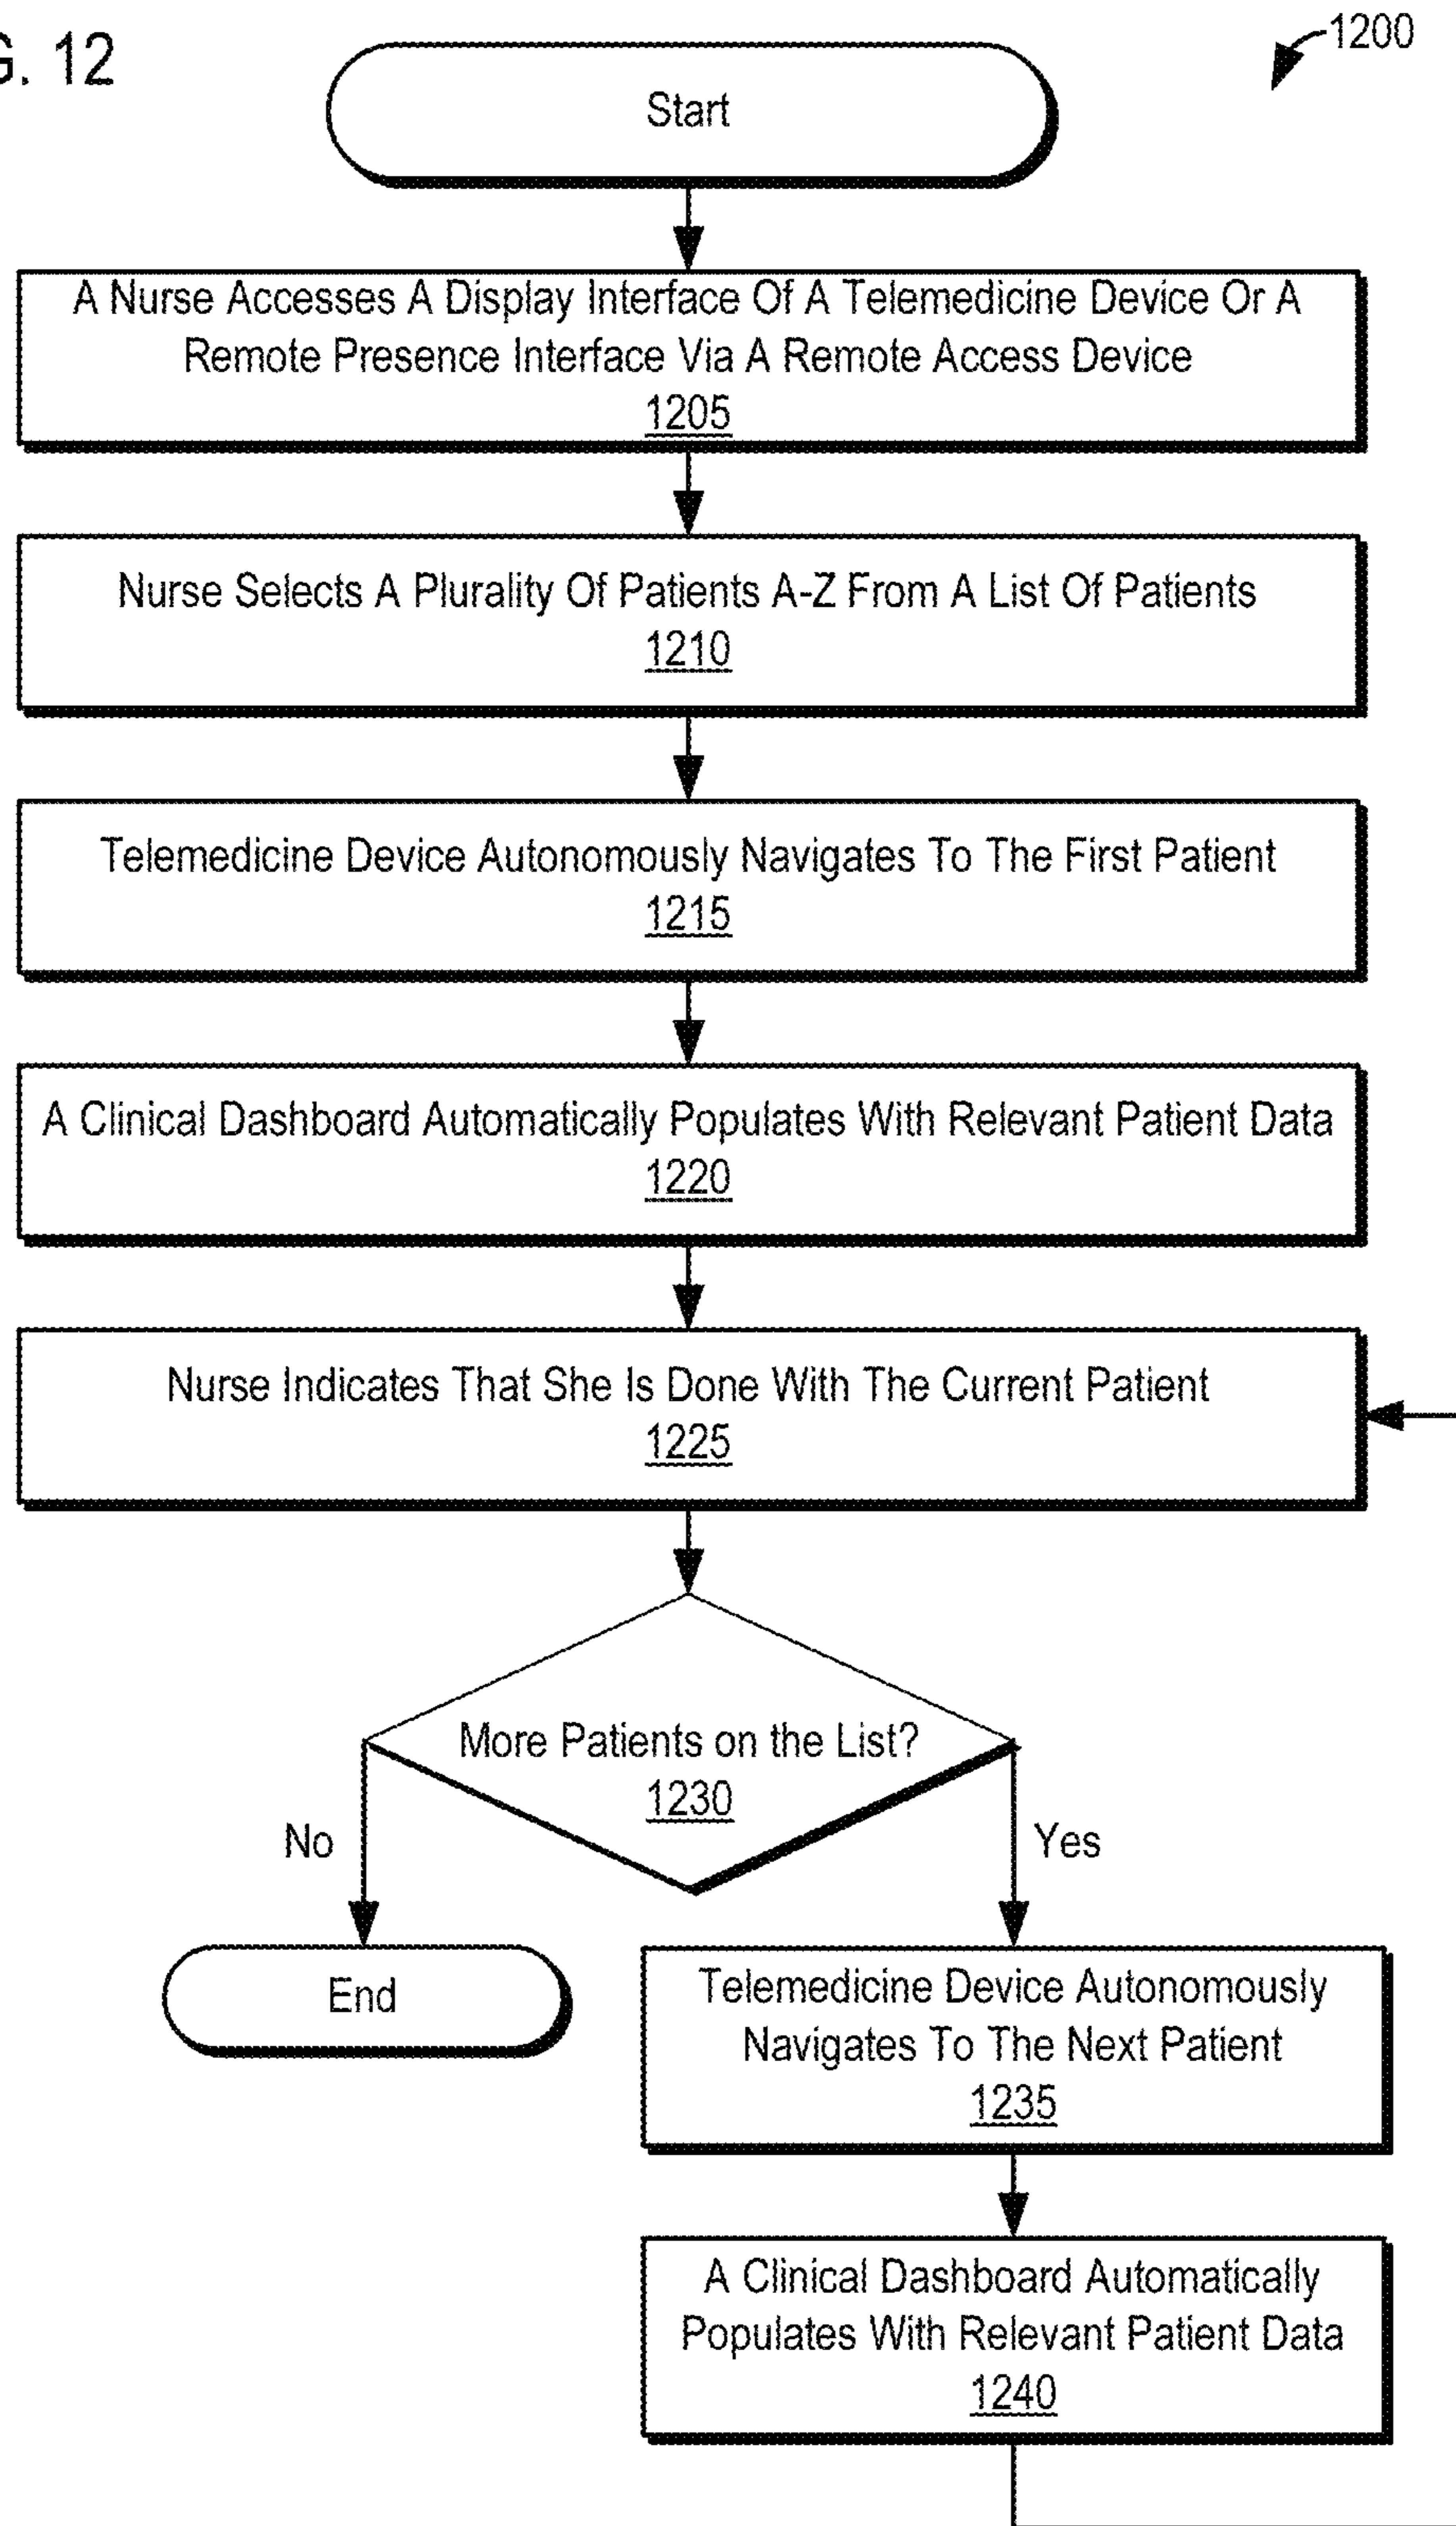 G. 12
1200
Start
A Nurse Accesses A Display Interface Of A Telemedicine Device Or A
Remote Presence Interface Via A Remote Access Device
1205
Nurse Selects A Plurality Of Patients A-Z From A List Of Patients
1210
Telemedicine Device Autonomously Navigates To The First Patient
1215
A Clinical Dashboard Automatically Populates With Relevant Patient Data
1220
Nurse Indicates That She Is Done With The Current Patient
1225
More Patients on the List?
1230
No
Yes
End
Telemedicine Device Autonomously
Navigates To The Next Patient
1235
A Clinical Dashboard Automatically
Populates With Relevant Patient Data
1240